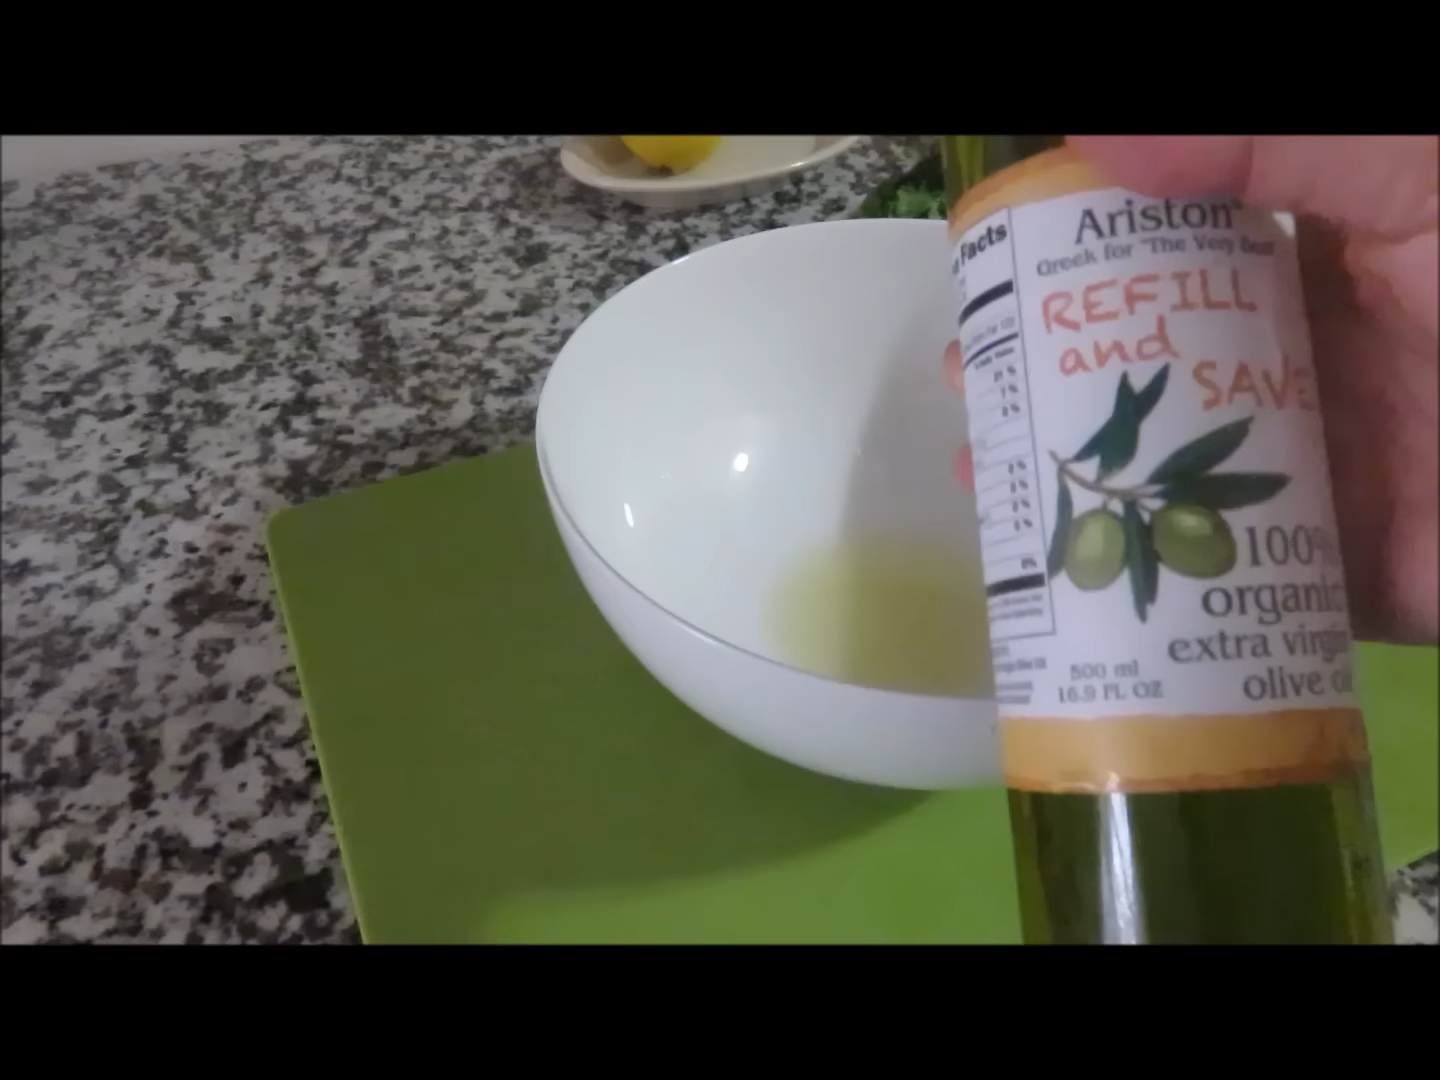 Facts
Ariston
Greek for "The Very Best
REFILL
and
SAVE
100%
organic
extra virgin
olive oil
500 ml
16.9 FL OZ